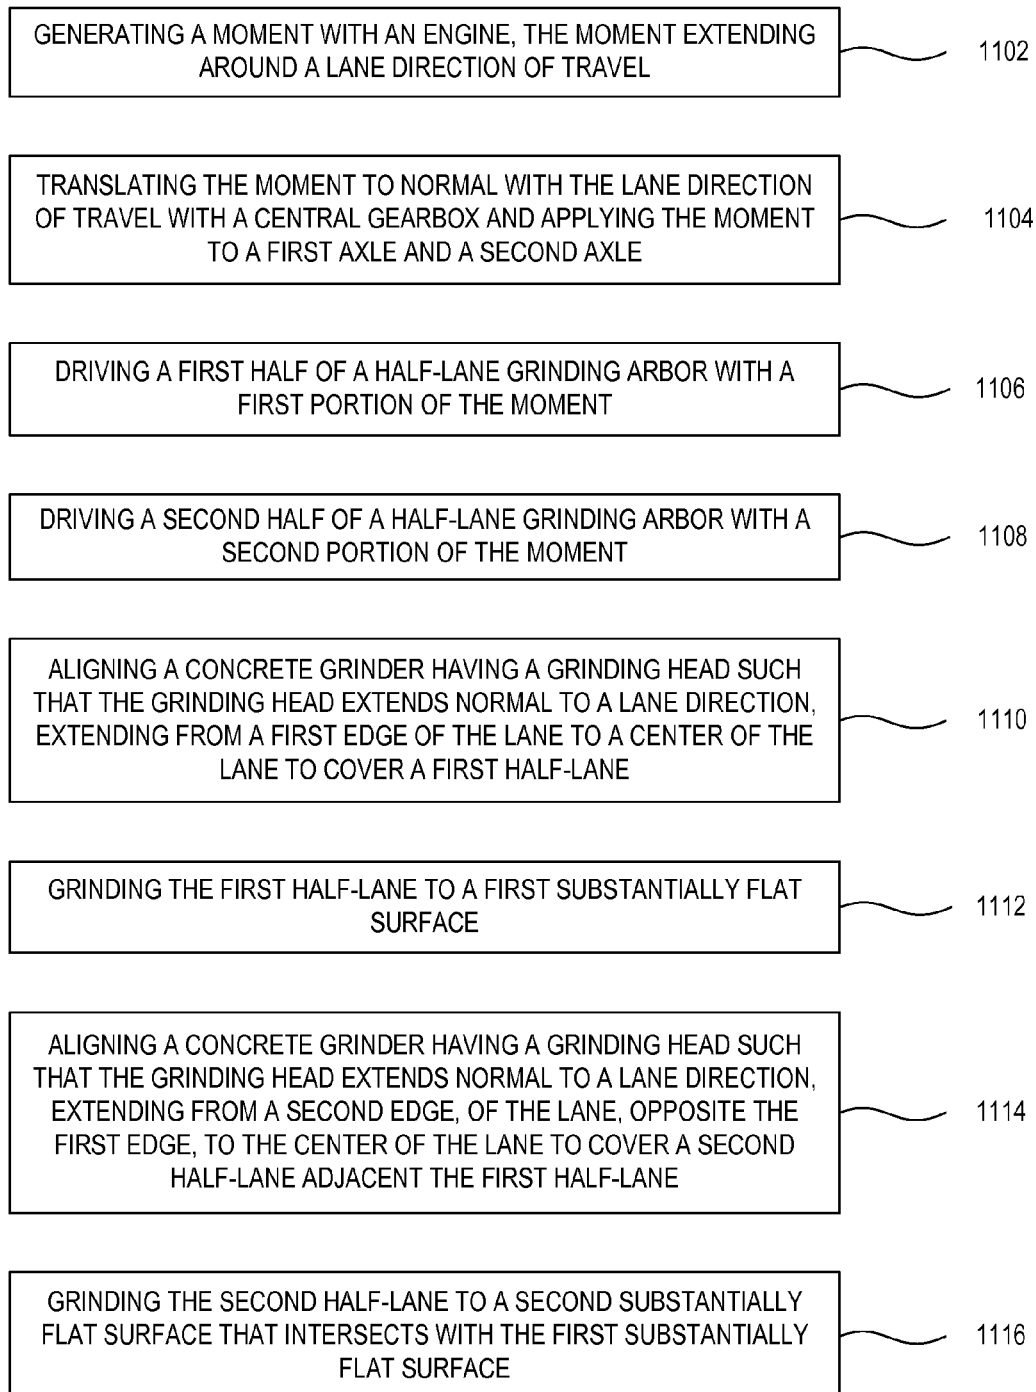 GENERATING A MOMENT WITH AN ENGINE, THE MOMENT EXTENDING
AROUND A LANE DIRECTION OF TRAVEL
1102
TRANSLATING THE MOMENT TO NORMAL WITH THE LANE DIRECTION
OF TRAVEL WITH A CENTRAL GEARBOX AND APPLYING THE MOMENT
TO A FIRST AXLE AND A SECOND AXLE
1104
DRIVING A FIRST HALF OF A HALF-LANE GRINDING ARBOR WITH A
FIRST PORTION OF THE MOMENT
1106
DRIVING A SECOND HALF OF A HALF-LANE GRINDING ARBOR WITH A
SECOND PORTION OF THE MOMENT
1108
ALIGNING A CONCRETE GRINDER HAVING A GRINDING HEAD SUCH
THAT THE GRINDING HEAD EXTENDS NORMAL TO A LANE DIRECTION,
EXTENDING FROM A FIRST EDGE OF THE LANE TO A CENTER OF THE
LANE TO COVER A FIRST HALF-LANE
1110
GRINDING THE FIRST HALF-LANE TO A FIRST SUBSTANTIALLY FLAT
SURFACE
1112
ALIGNING A CONCRETE GRINDER HAVING A GRINDING HEAD SUCH
THAT THE GRINDING HEAD EXTENDS NORMAL TO A LANE DIRECTION,
EXTENDING FROM A SECOND EDGE, OF THE LANE, OPPOSITE THE
FIRST EDGE, TO THE CENTER OF THE LANE TO COVER A SECOND
HALF-LANE ADJACENT THE FIRST HALF-LANE
1114
GRINDING THE SECOND HALF-LANE TO A SECOND SUBSTANTIALLY
FLAT SURFACE THAT INTERSECTS WITH THE FIRST SUBSTANTIALLY
FLAT SURFACE
1116